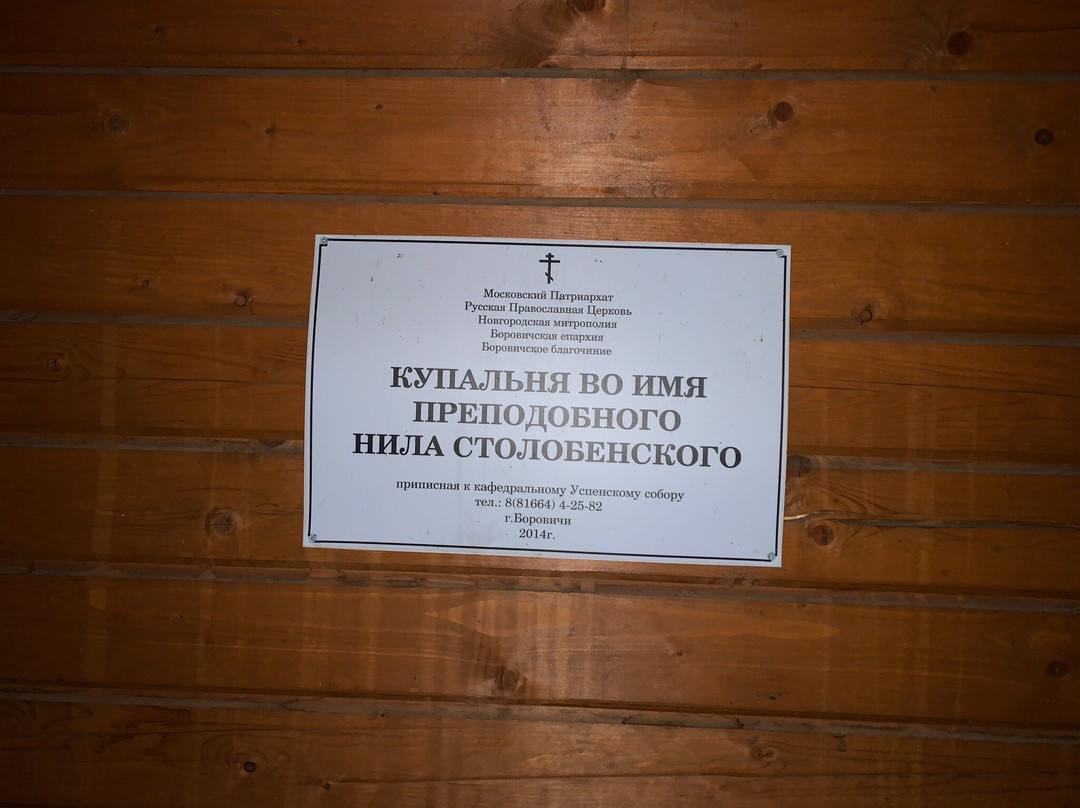 Московский Патриархат
Русская Православная Церковь
Новгородская митрополия
Боровичская епархия
Боровичское благочиние
КУПАЛЬНЯ ВО ИМЯ
ПРЕПОДОБНОГО
НИЛА СТОЛОБЕНСКОГО
приписная к кафедральному Успенскому собору
тел.: 8(81664) 4-25-82
г.Боровичи
2014г.